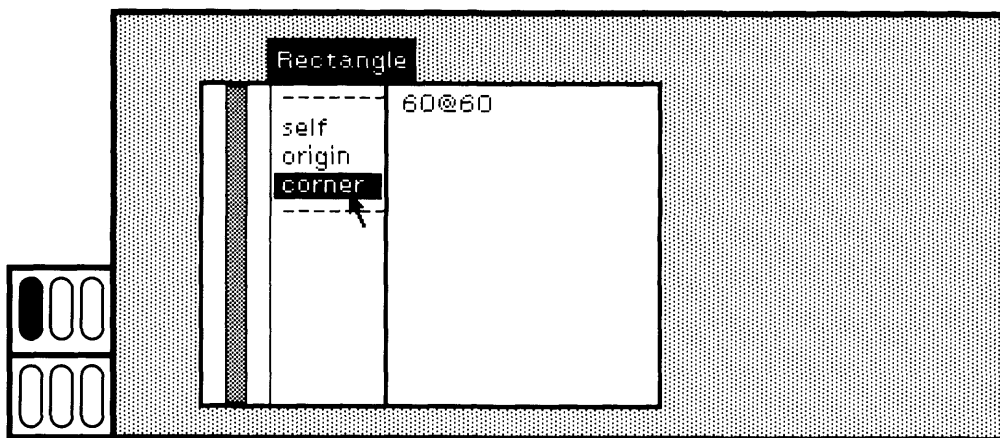 Rectangle
------
60@60
self
origin
corner
------